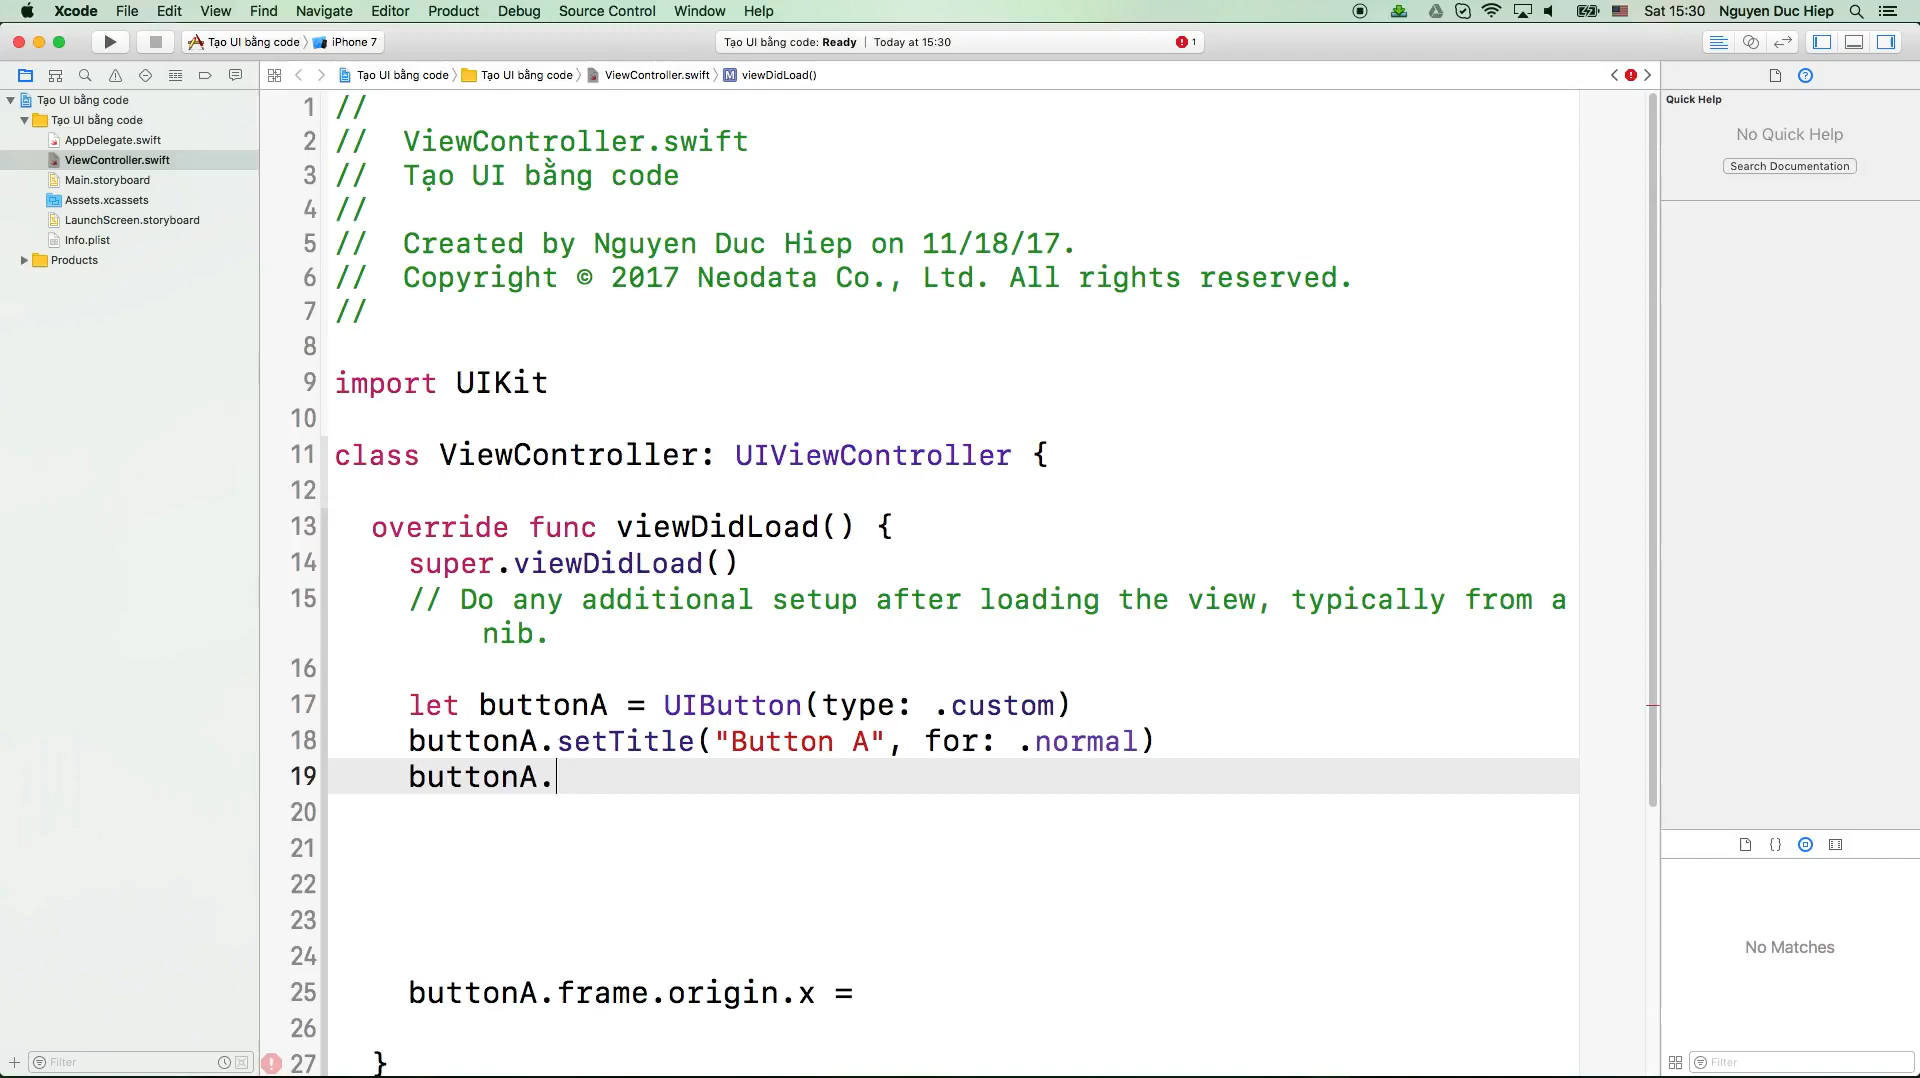 Xcode File Edit View Find Navigate Editor Product Debug Source Control Window Help Sat 15:30 Nguyen Duc Hiep
Tạo UI bằng code iPhone 7
Tạo UI bằng code: Ready | Today at 15:30 1
Tạo UI bằng code Tạo UI bằng code ViewController.swift M viewDidLoad()
Tạo UI bằng code
Tạo UI bằng code
AppDelegate.swift
ViewController.swift
Main.storyboard
Assets.xcassets
LaunchScreen.storyboard
Info.plist
Products
Filter
1 //
2 // ViewController.swift
3 // Tạo UI bằng code
4 //
5 // Created by Nguyen Duc Hiep on 11/18/17.
6 // Copyright © 2017 Neodata Co., Ltd. All rights reserved.
7 //
8
9 import UIKit
10
11 class ViewController: UIViewController {
12
13 override func viewDidLoad() {
14 super.viewDidLoad()
15 // Do any additional setup after loading the view, typically from a
nib.
16
17 let buttonA = UIButton(type: .custom)
18 buttonA.setTitle("Button A", for: .normal)
19 buttonA.
20
21
22
23
24
25 buttonA.frame.origin.x =
26
27 }
Quick Help
No Quick Help
Search Documentation
{}
No Matches
Filter